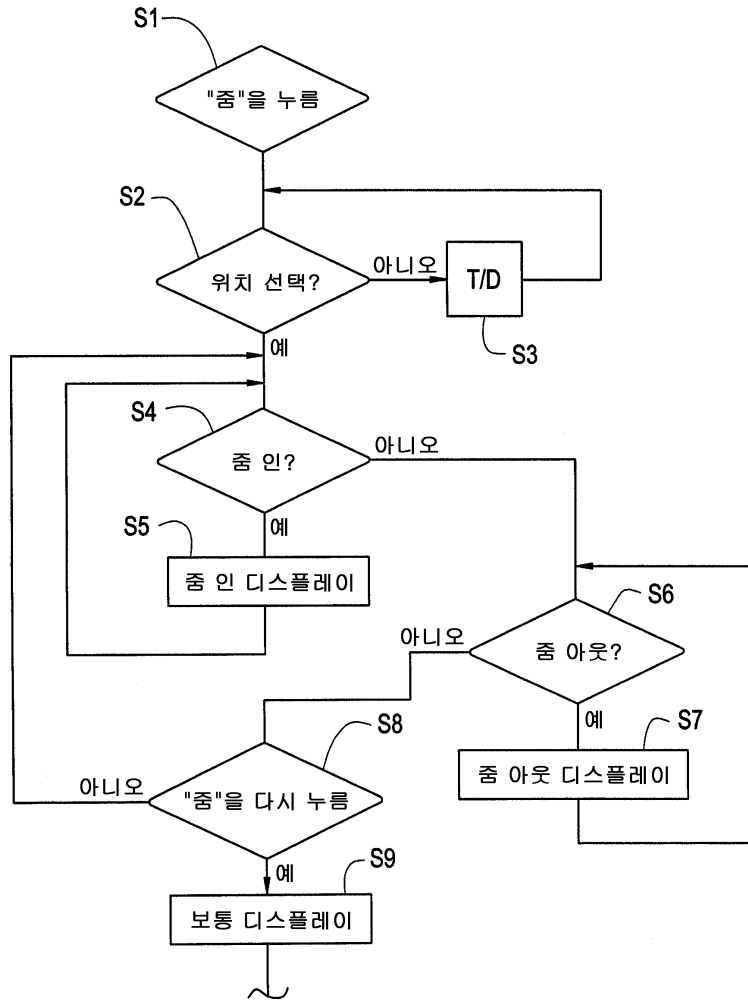 S1
"줌"을 누름
S2
위치 선택?
아니오
T/D
S3
예
S4
줌 인?
아니오
예
S5
줌 인 디스플레이
S6
줌 아웃?
아니오
예
S7
줌 아웃 디스플레이
S8
"줌"을 다시 누름
아니오
예
S9
보통 디스플레이